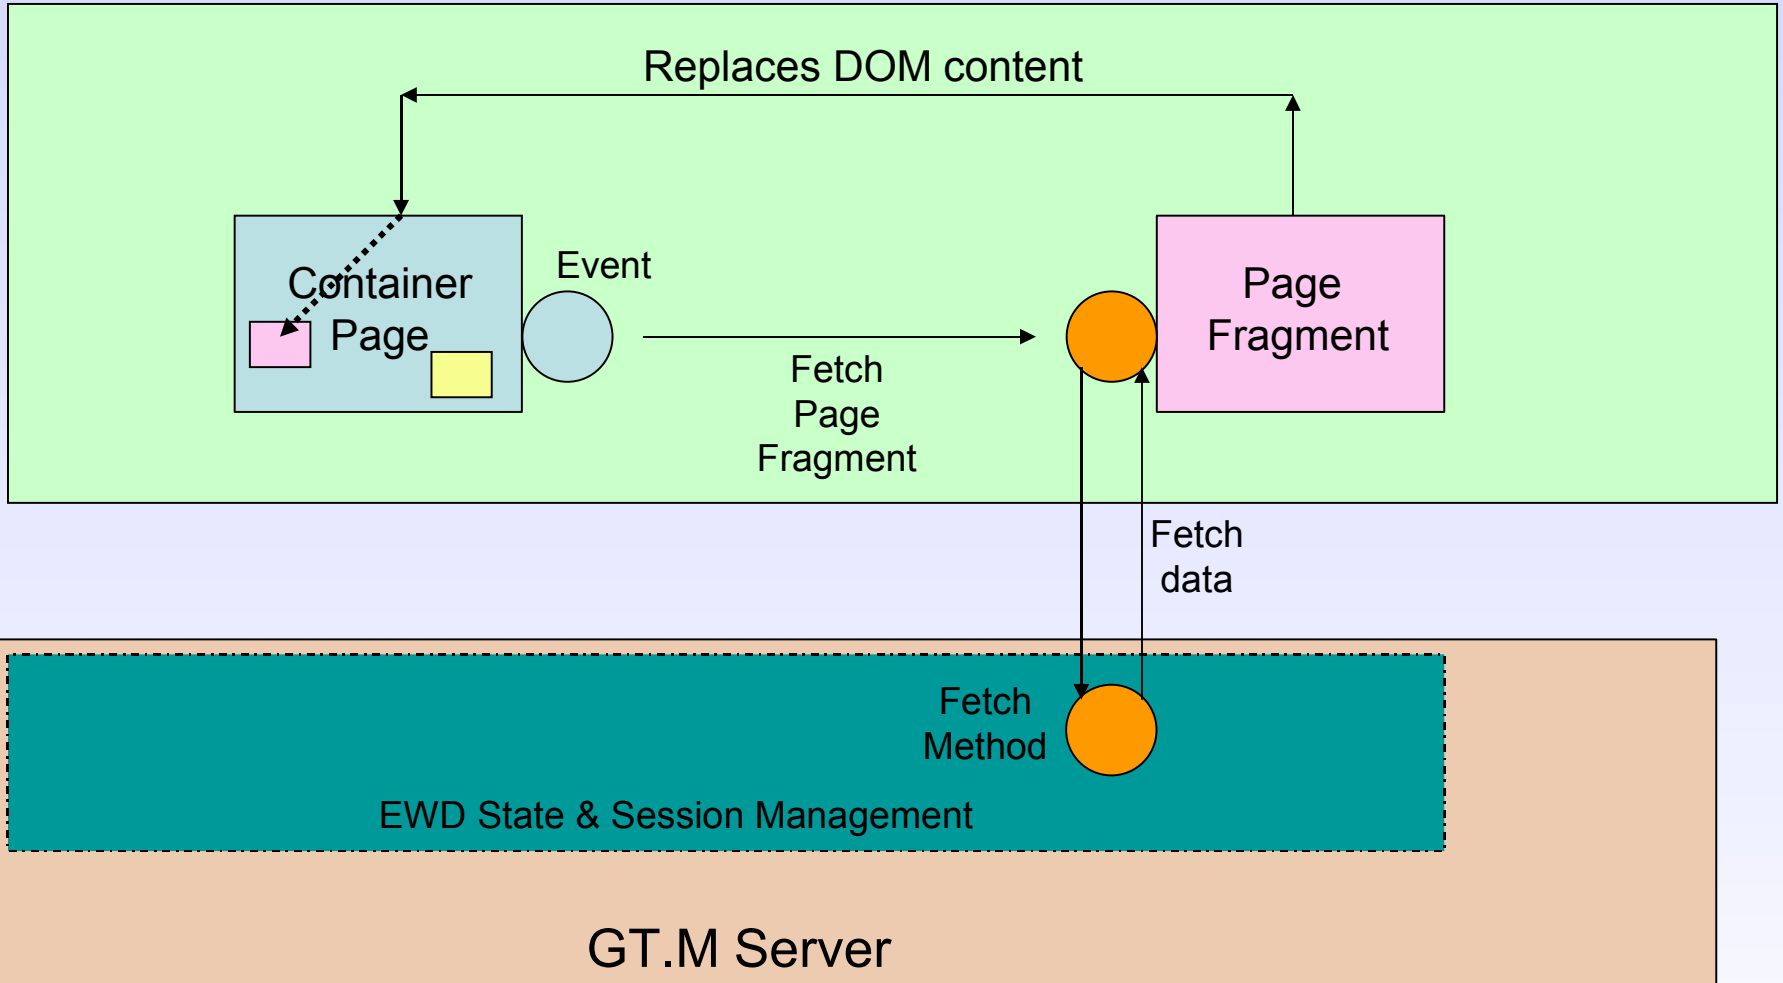 Replaces DOM content
Container
Page
Event
Fetch
Page
Fragment
Page
Fragment
Fetch
data
Fetch
Method
EWD State & Session Management
GT.M Server